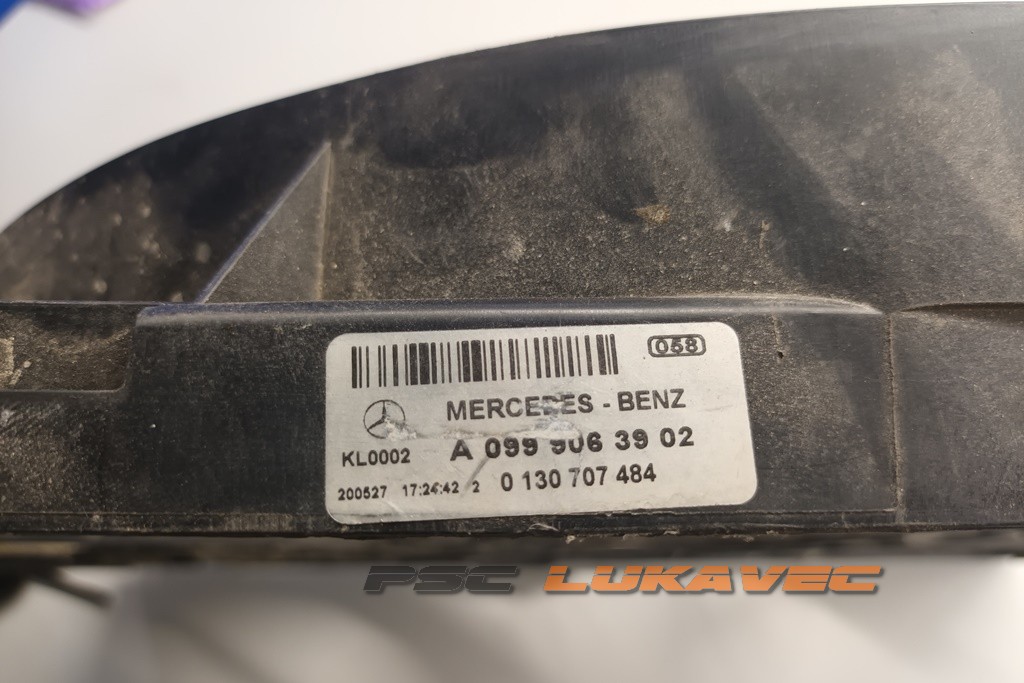 058
MERCEDES - BENZ
KL0002 A 099 906 39 02
200527 17:24:42 2 0 130 707 484
PSC LUKAVEC